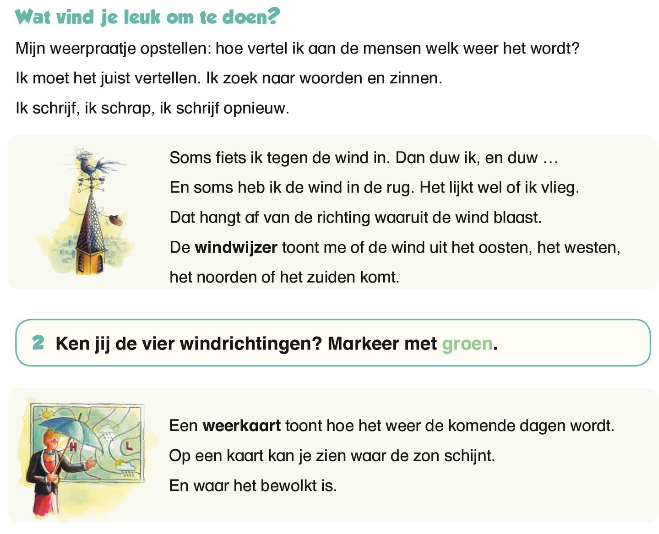 Wat vind je leuk om te doen?
Mijn weerpraatje opstellen: hoe vertel ik aan de mensen welk weer het wordt?
Ik moet het juist vertellen. Ik zoek naar woorden en zinnen.
Ik schrijf, ik schrap, ik schrijf opnieuw.
Soms fiets ik tegen de wind in. Dan duw ik, en duw …
En soms heb ik de wind in de rug. Het lijkt wel of ik vlieg.
Dat hangt af van de richting waaruit de wind blaast.
De windwijzer toont me of de wind uit het oosten, het westen,
het noorden of het zuiden komt.
2 Ken jij de vier windrichtingen? Markeer met groen.
H L
Een weerkaart toont hoe het weer de komende dagen wordt.
Op een kaart kan je zien waar de zon schijnt.
En waar het bewolkt is.